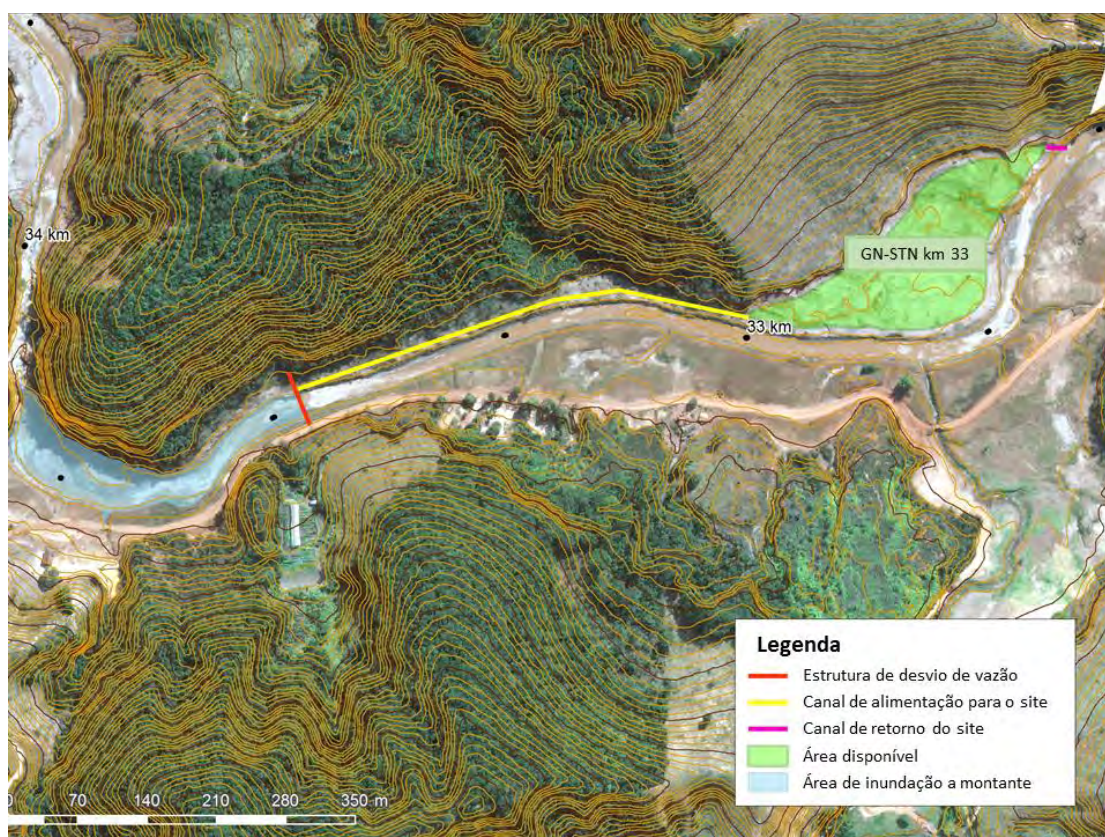 34 km
GN-STN km 33
33 km
Legenda
Estrutura de desvio de vazão
Canal de alimentação para o site
Canal de retorno do site
Área disponível
Área de inundação a montante
0 70 140 210 280 350 m